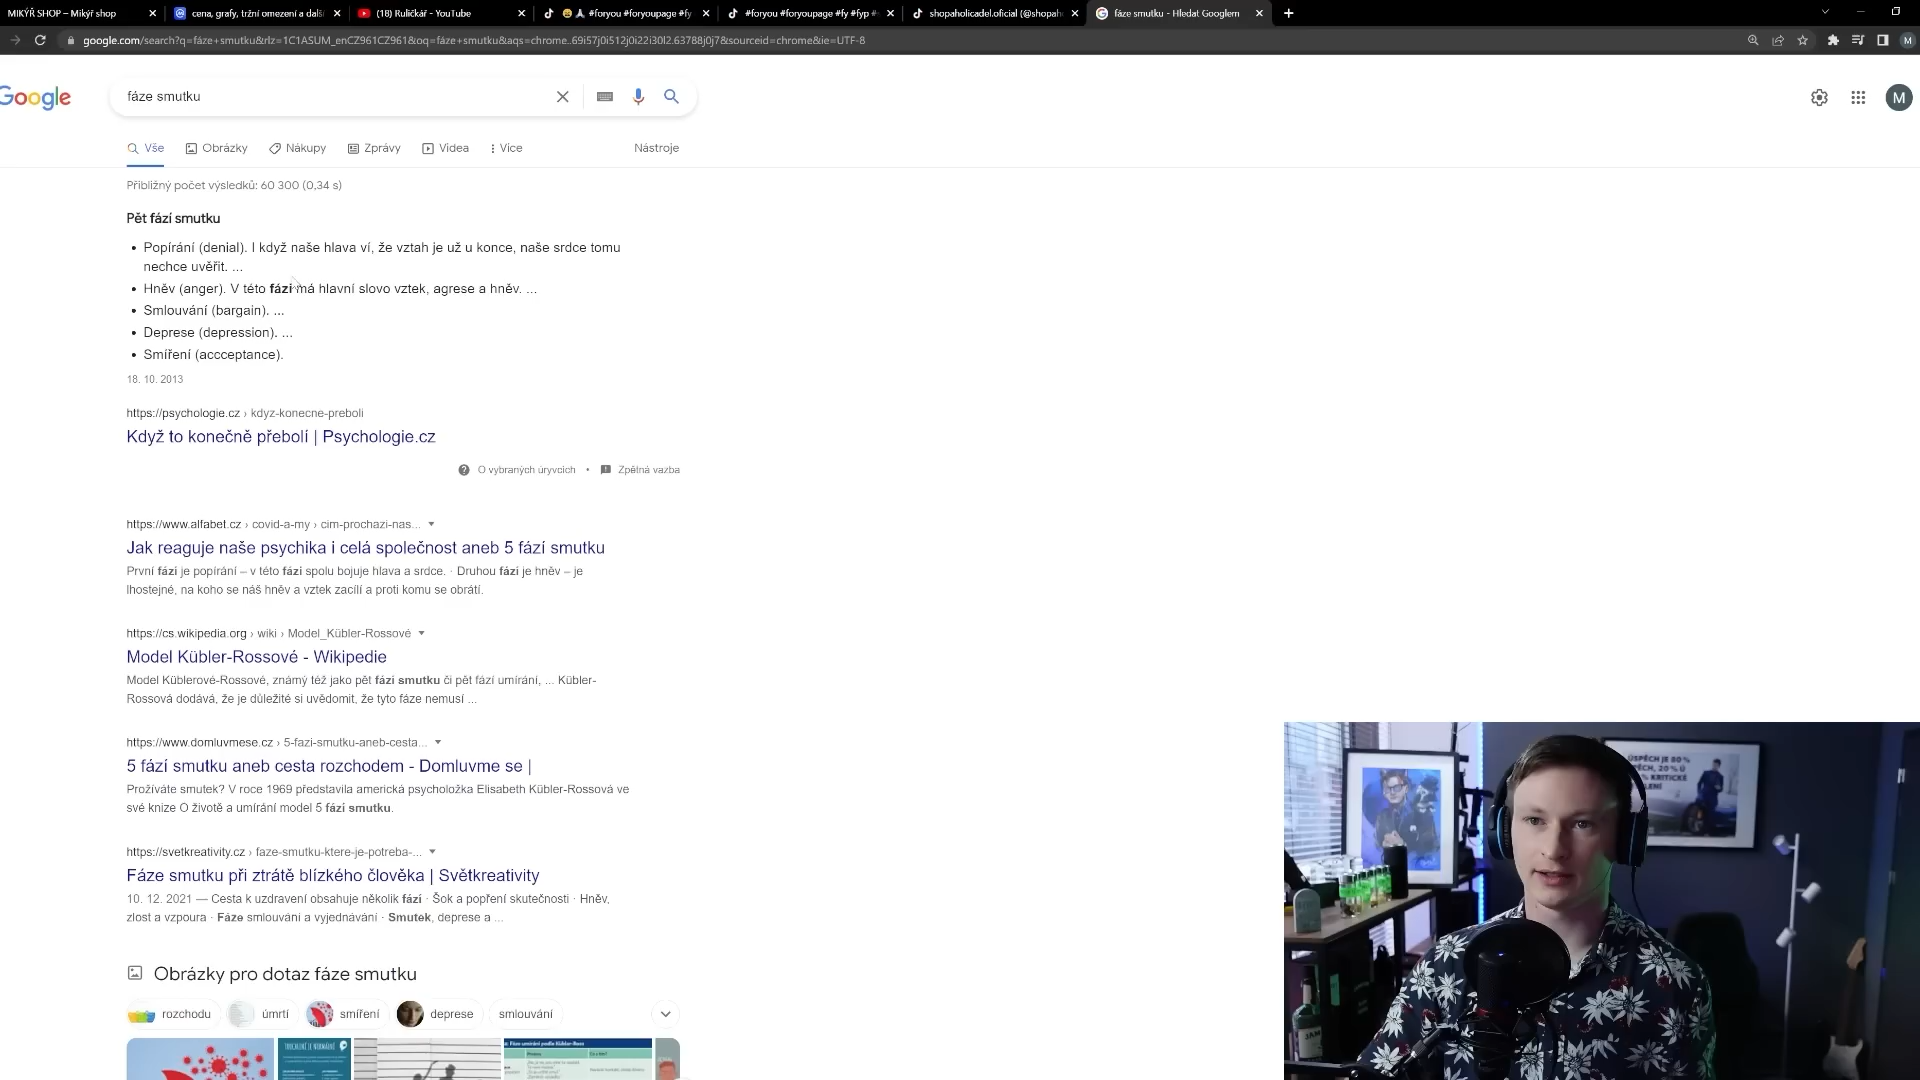 MIKÝŘ SHOP – Mikýř shop
cena, grafy, tržní omezení a dalš
(18) Ruličkář - YouTube
#foryou #foryoupage #fy
#foryou #foryoupage #fy #fyp #
shopaholicadel.oficial (@shopah
fáze smutku - Hledat Googlem
google.com/search?q=fáze+smutku&rlz=1C1ASUM_enCZ961CZ961&oq=fáze+smutku&aqs=chrome..69i57j0i512j0i22i30l2.63788j0j7&sourceid=chrome&ie=UTF-8
M
Google
fáze smutku
M
Vše
Obrázky
Nákupy
Zprávy
Videa
Více
Nástroje
Přibližný počet výsledků: 60 300 (0,34 s)
Pět fází smutku
• Popírání (denial). I když naše hlava ví, že vztah je už u konce, naše srdce tomu
nechce uvěřit. ...
• Hněv (anger). V této fázi má hlavní slovo vztek, agrese a hněv. ...
• Smlouvání (bargain). ...
• Deprese (depression). ...
• Smíření (accceptance).
18. 10. 2013
https://psychologie.cz › kdyz-konecne-preboli
Když to konečně přebolí | Psychologie.cz
O vybraných úryvcích • Zpětná vazba
https://www.alfabet.cz › covid-a-my › cim-prochazi-nas...
Jak reaguje naše psychika i celá společnost aneb 5 fází smutku
První fází je popírání – v této fázi spolu bojuje hlava a srdce. · Druhou fází je hněv – je
lhostejné, na koho se náš hněv a vztek zacílí a proti komu se obrátí.
https://cs.wikipedia.org › wiki › Model_Kübler-Rossové
Model Kübler-Rossové - Wikipedie
Model Küblerové-Rossové, známý též jako pět fází smutku či pět fází umírání, ... Kübler-
Rossová dodává, že je důležité si uvědomit, že tyto fáze nemusí ...
https://www.domluvmese.cz › 5-fazi-smutku-aneb-cesta...
5 fází smutku aneb cesta rozchodem - Domluvme se |
Prožíváte smutek? V roce 1969 představila americká psycholožka Elisabeth Kübler-Rossová ve
své knize O životě a umírání model 5 fází smutku.
https://svetkreativity.cz › faze-smutku-ktere-je-potreba-...
Fáze smutku při ztrátě blízkého člověka | Světkreativity
10. 12. 2021 — Cesta k uzdravení obsahuje několik fází · Šok a popření skutečnosti · Hněv,
zlost a vzpoura · Fáze smlouvání a vyjednávání · Smutek, deprese a ...
Obrázky pro dotaz fáze smutku
rozchodu
úmrtí
smíření
deprese
smlouvání
Fáze umírání podle Kübler-Ross
ÚSPĚCH JE 80 %
20% Ú
KRITICKÉ
JAM